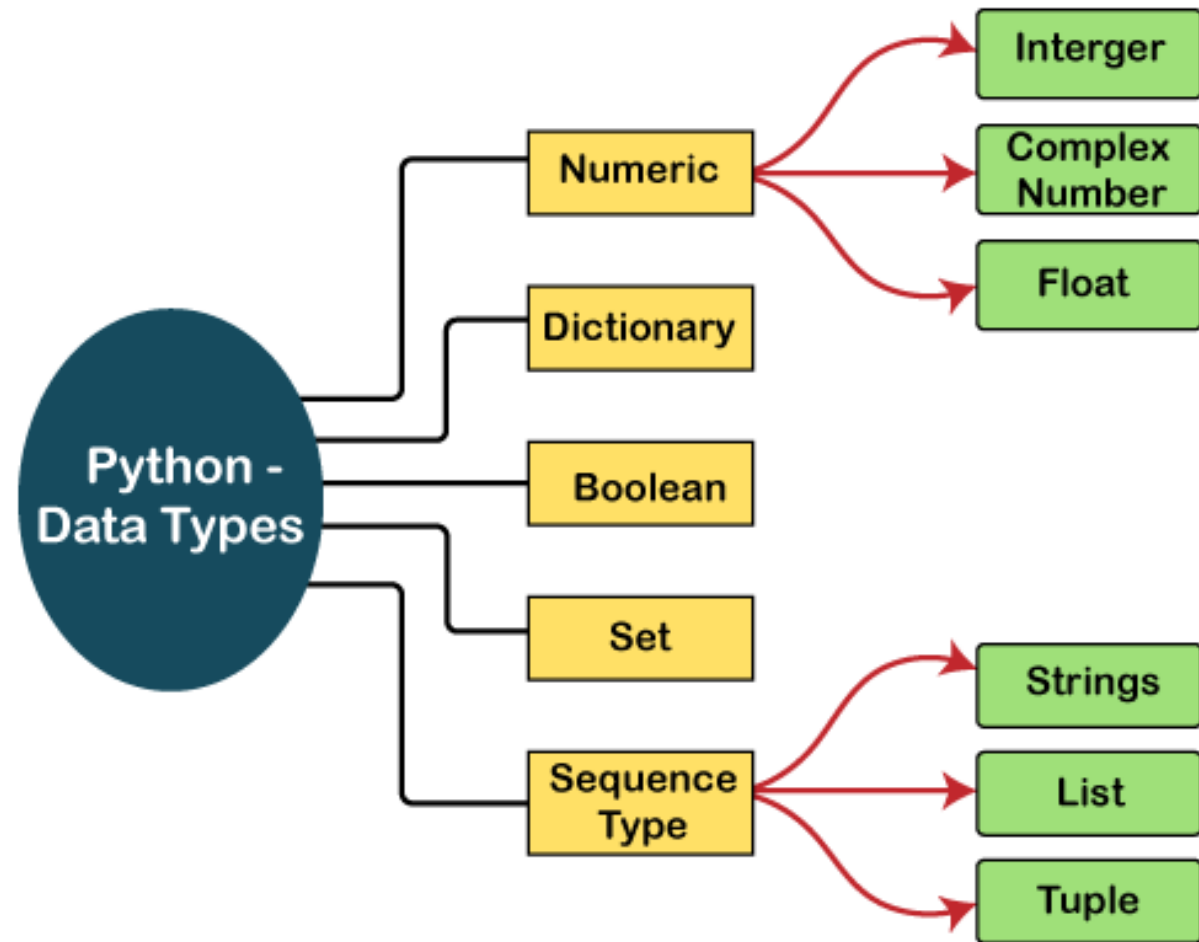 Python -
Data Types
Numeric
Dictionary
Boolean
Set
Sequence
Type
Interger
Complex
Number
Float
Strings
List
Tuple